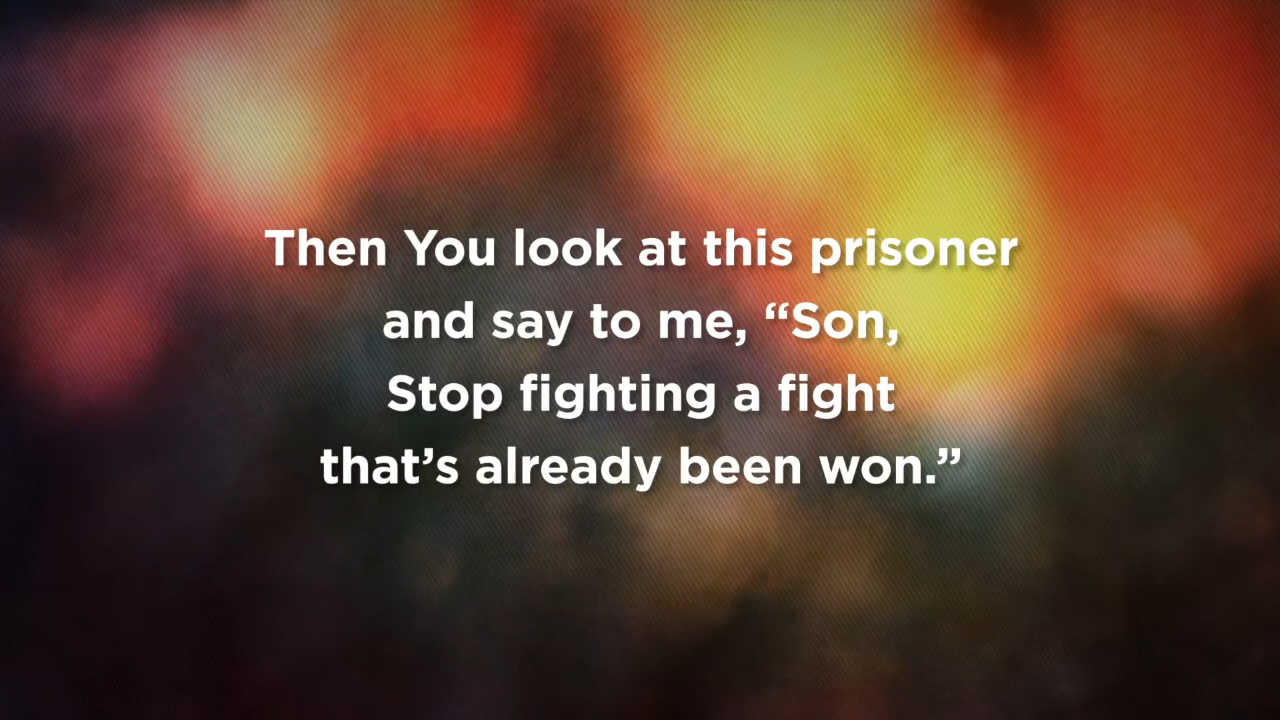 Then You look at this prisoner
and say to me, “Son,
Stop fighting a fight
that’s already been won.”